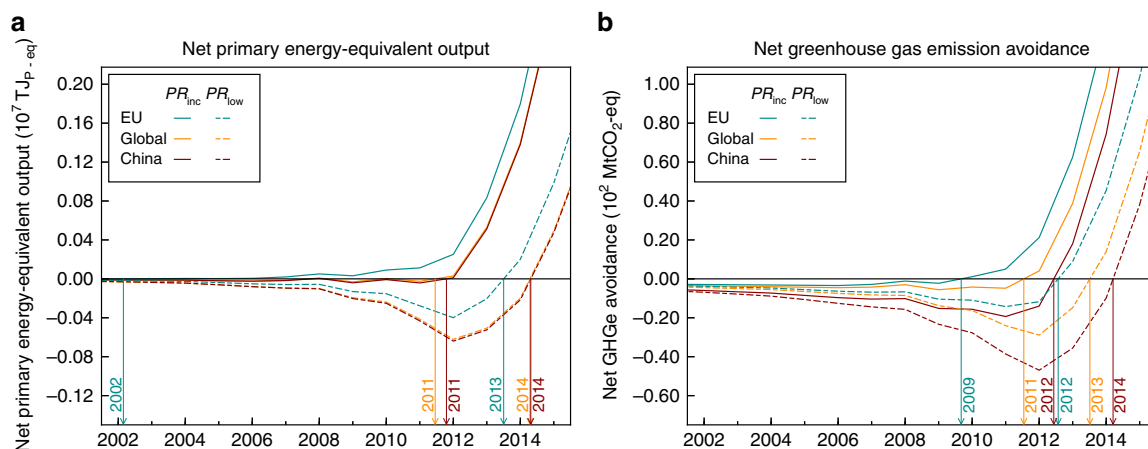 a
Net primary energy-equivalent output
Net primary energy-equivalent output (10⁷ TJP - eq)
0.20
0.16
0.12
0.08
0.04
0.00
−0.04
−0.08
−0.12
PRinc PRlow
EU
Global
China
2002
2011
2011
2013
2014
2014
2002 2004 2006 2008 2010 2012 2014
b
Net greenhouse gas emission avoidance
Net GHGe avoidance (10² MtCO₂-eq)
1.00
0.80
0.60
0.40
0.20
0.00
−0.20
−0.40
−0.60
PRinc PRlow
EU
Global
China
2009
2011
2012
2012
2013
2014
2002 2004 2006 2008 2010 2012 2014